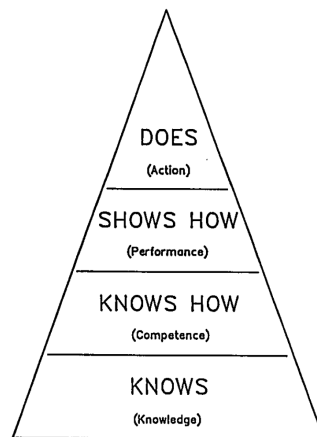 DOES
(Action)
SHOWS HOW
(Performance)
KNOWS HOW
(Competence)
KNOWS
(Knowledge)